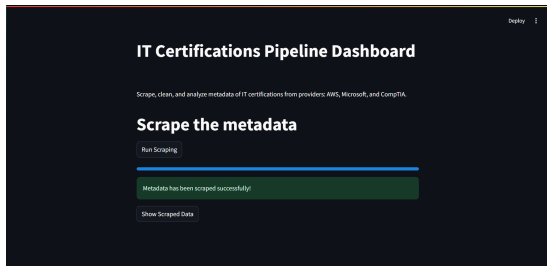 Deploy
IT Certifications Pipeline Dashboard
Scrape, clean, and analyze metadata of IT certifications from providers: AWS, Microsoft, and CompTIA.
Scrape the metadata
Run Scraping
Metadata has been scraped successfully!
Show Scraped Data